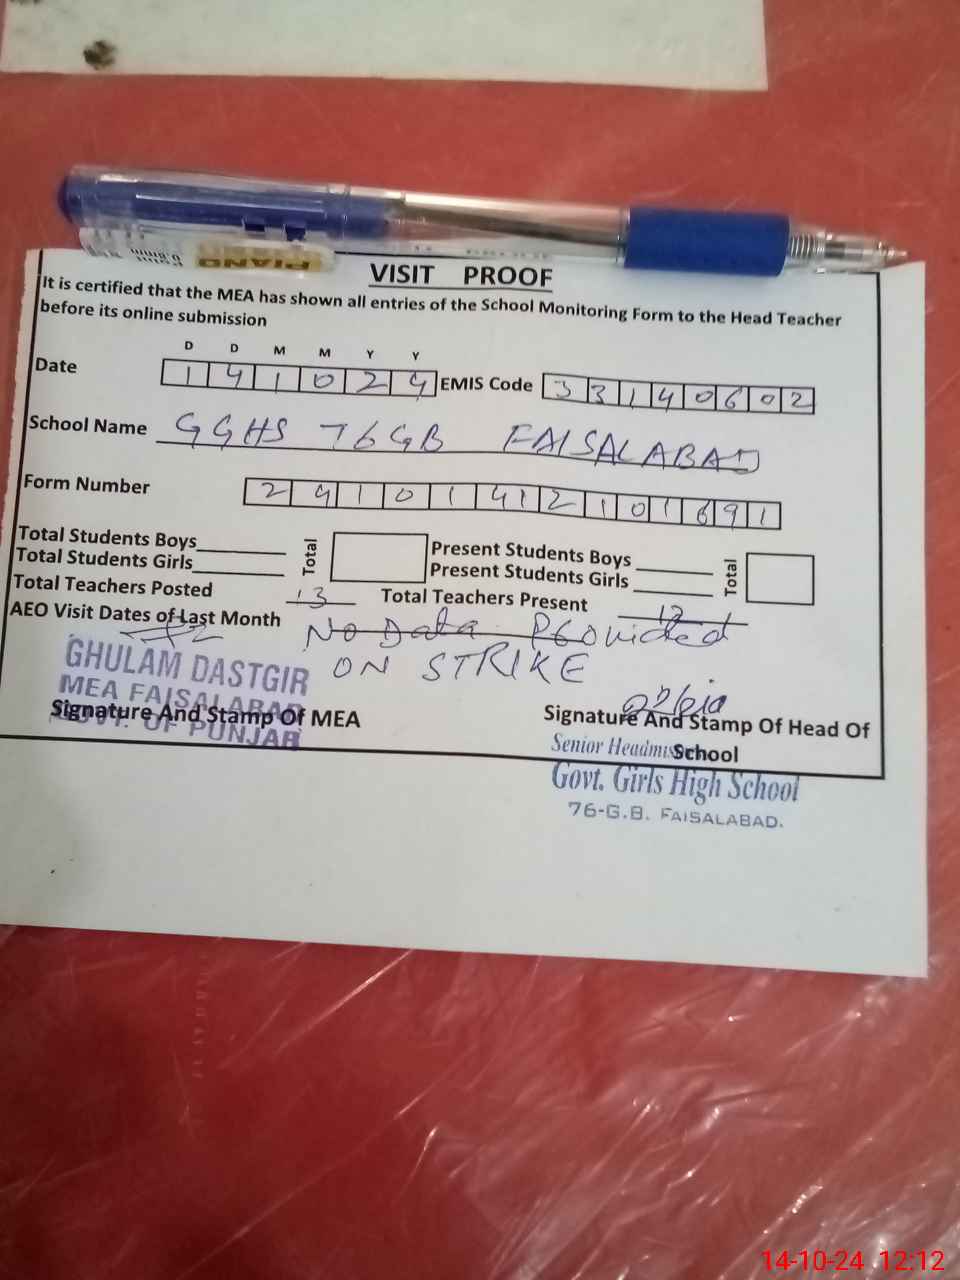 PIANO
VISIT PROOF
It is certified that the MEA has shown all entries of the School Monitoring Form to the Head Teacher
before its online submission
D D M M Y Y
Date 1 4 1 0 2 4 EMIS Code 3 3 1 4 0 6 0 2
School Name GGHS 76 GB FAISALABAD
Form Number 2 4 1 0 1 4 1 2 1 0 1 6 9 1
Total Students Boys Total Present Students Boys Total
Total Students Girls Present Students Girls
Total Teachers Posted 13 Total Teachers Present 12
AEO Visit Dates of Last Month No Data Provided
ON STRIKE
GHULAM DASTGIR
MEA FAISALABAD
GOVT. OF PUNJAB
Signature And Stamp Of MEA
Signature And Stamp Of Head Of
School
Senior Headmistress
Govt. Girls High School
76-G.B. FAISALABAD.
14-10-24 12:12